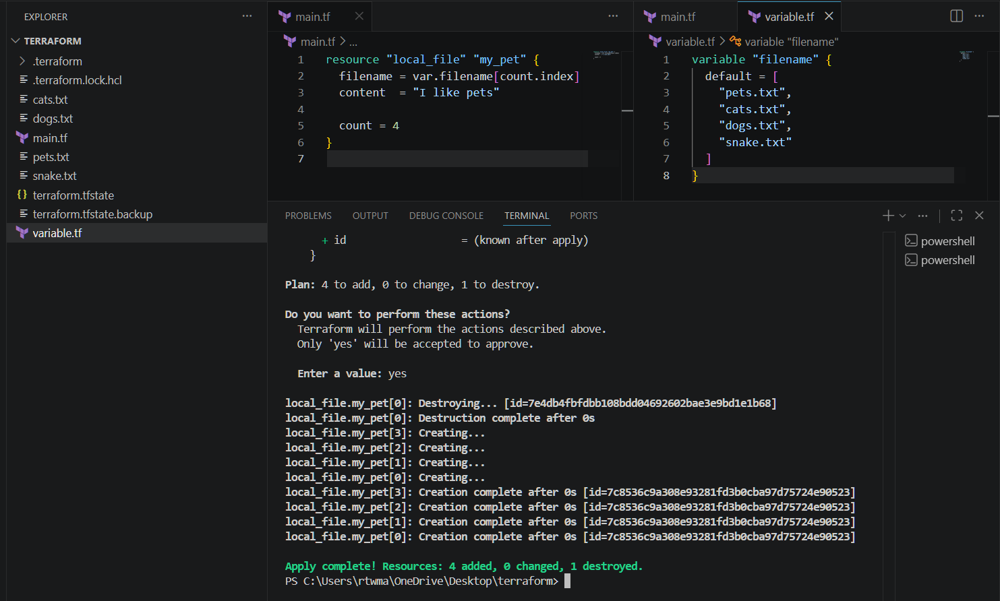 EXPLORER
TERRAFORM
.terraform
.terraform.lock.hcl
cats.txt
dogs.txt
main.tf
pets.txt
snake.txt
terraform.tfstate
terraform.tfstate.backup
variable.tf
main.tf
main.tf > ...
1 resource "local_file" "my_pet" {
2 filename = var.filename[count.index]
3 content  = "I like pets"
4
5 count = 4
6 }
7
main.tf variable.tf
variable.tf > variable "filename"
1 variable "filename" {
2 default = [
3 "pets.txt",
4 "cats.txt",
5 "dogs.txt",
6 "snake.txt"
7 ]
8 }
PROBLEMS OUTPUT DEBUG CONSOLE TERMINAL PORTS
powershell
powershell
+ id = (known after apply)
}
Plan: 4 to add, 0 to change, 1 to destroy.
Do you want to perform these actions?
Terraform will perform the actions described above.
Only 'yes' will be accepted to approve.
Enter a value: yes
local_file.my_pet[0]: Destroying... [id=7e4db4fbfdbb108bdd04692602bae3e9bd1e1b68]
local_file.my_pet[0]: Destruction complete after 0s
local_file.my_pet[3]: Creating...
local_file.my_pet[2]: Creating...
local_file.my_pet[1]: Creating...
local_file.my_pet[0]: Creating...
local_file.my_pet[3]: Creation complete after 0s [id=7c8536c9a308e93281fd3b0cba97d75724e90523]
local_file.my_pet[2]: Creation complete after 0s [id=7c8536c9a308e93281fd3b0cba97d75724e90523]
local_file.my_pet[1]: Creation complete after 0s [id=7c8536c9a308e93281fd3b0cba97d75724e90523]
local_file.my_pet[0]: Creation complete after 0s [id=7c8536c9a308e93281fd3b0cba97d75724e90523]
Apply complete! Resources: 4 added, 0 changed, 1 destroyed.
PS C:\Users\rtwma\OneDrive\Desktop\terraform>